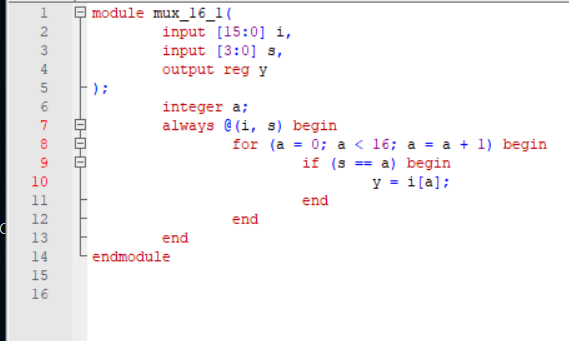 1 module mux_16_1(
2 input [15:0] i,
3 input [3:0] s,
4 output reg y
5 );
6 integer a;
7 always @(i, s) begin
8 for (a = 0; a < 16; a = a + 1) begin
9 if (s == a) begin
10 y = i[a];
11 end
12 end
13 end
14 endmodule
15
16